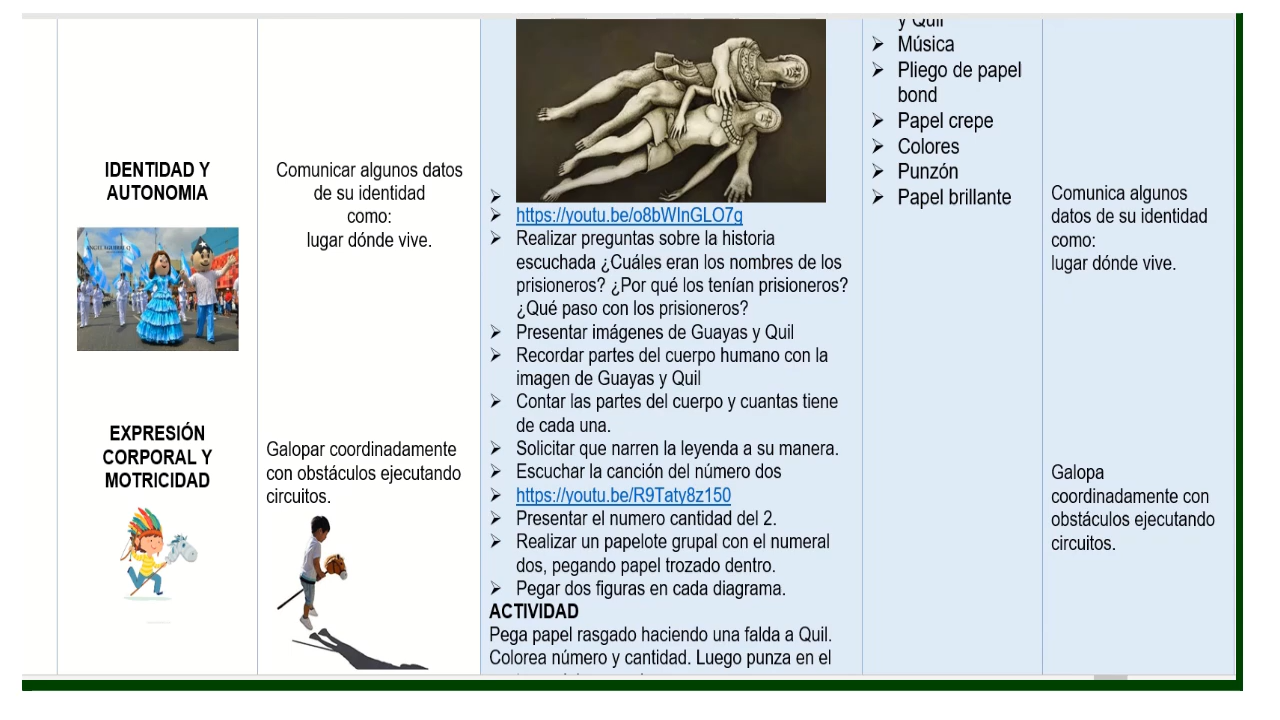 IDENTIDAD Y
AUTONOMIA
ANGEL AGUIRRE
EXPRESIÓN
CORPORAL Y
MOTRICIDAD
Comunicar algunos datos
de su identidad
como:
lugar dónde vive.
Galopar coordinadamente
con obstáculos ejecutando
circuitos.
➢
➢ https://youtu.be/o8bWInGLO7g
➢ Realizar preguntas sobre la historia
escuchada ¿Cuáles eran los nombres de los
prisioneros? ¿Por qué los tenían prisioneros?
¿Qué paso con los prisioneros?
➢ Presentar imágenes de Guayas y Quil
➢ Recordar partes del cuerpo humano con la
imagen de Guayas y Quil
➢ Contar las partes del cuerpo y cuantas tiene
de cada una.
➢ Solicitar que narren la leyenda a su manera.
➢ Escuchar la canción del número dos
➢ https://youtu.be/R9Taty8z150
➢ Presentar el numero cantidad del 2.
➢ Realizar un papelote grupal con el numeral
dos, pegando papel trozado dentro.
➢ Pegar dos figuras en cada diagrama.
ACTIVIDAD
Pega papel rasgado haciendo una falda a Quil.
Colorea número y cantidad. Luego punza en el
y Quil
➢ Música
➢ Pliego de papel
bond
➢ Papel crepe
➢ Colores
➢ Punzón
➢ Papel brillante
Comunica algunos
datos de su identidad
como:
lugar dónde vive.
Galopa
coordinadamente con
obstáculos ejecutando
circuitos.